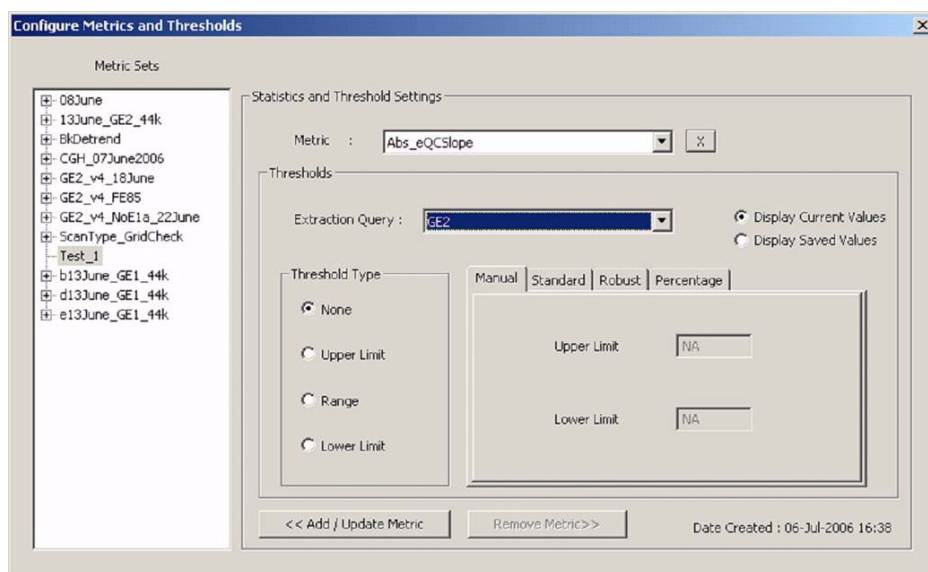 Configure Metrics and Thresholds
Metric Sets
08June
13June_GE2_44k
BkDetrend
CGH_07June2006
GE2_v4_18June
GE2_v4_FE85
GE2_v4_NoE1a_22June
ScanType_GridCheck
Test_1
b13June_GE1_44k
d13June_GE1_44k
e13June_GE1_44k
Statistics and Threshold Settings
Metric : Abs_eQCSlope X
Thresholds
Extraction Query : GE2
Display Current Values
Display Saved Values
Threshold Type
None
Upper Limit
Range
Lower Limit
Manual Standard Robust Percentage
Upper Limit NA
Lower Limit NA
<< Add / Update Metric Remove Metric>> Date Created : 06-Jul-2006 16:38